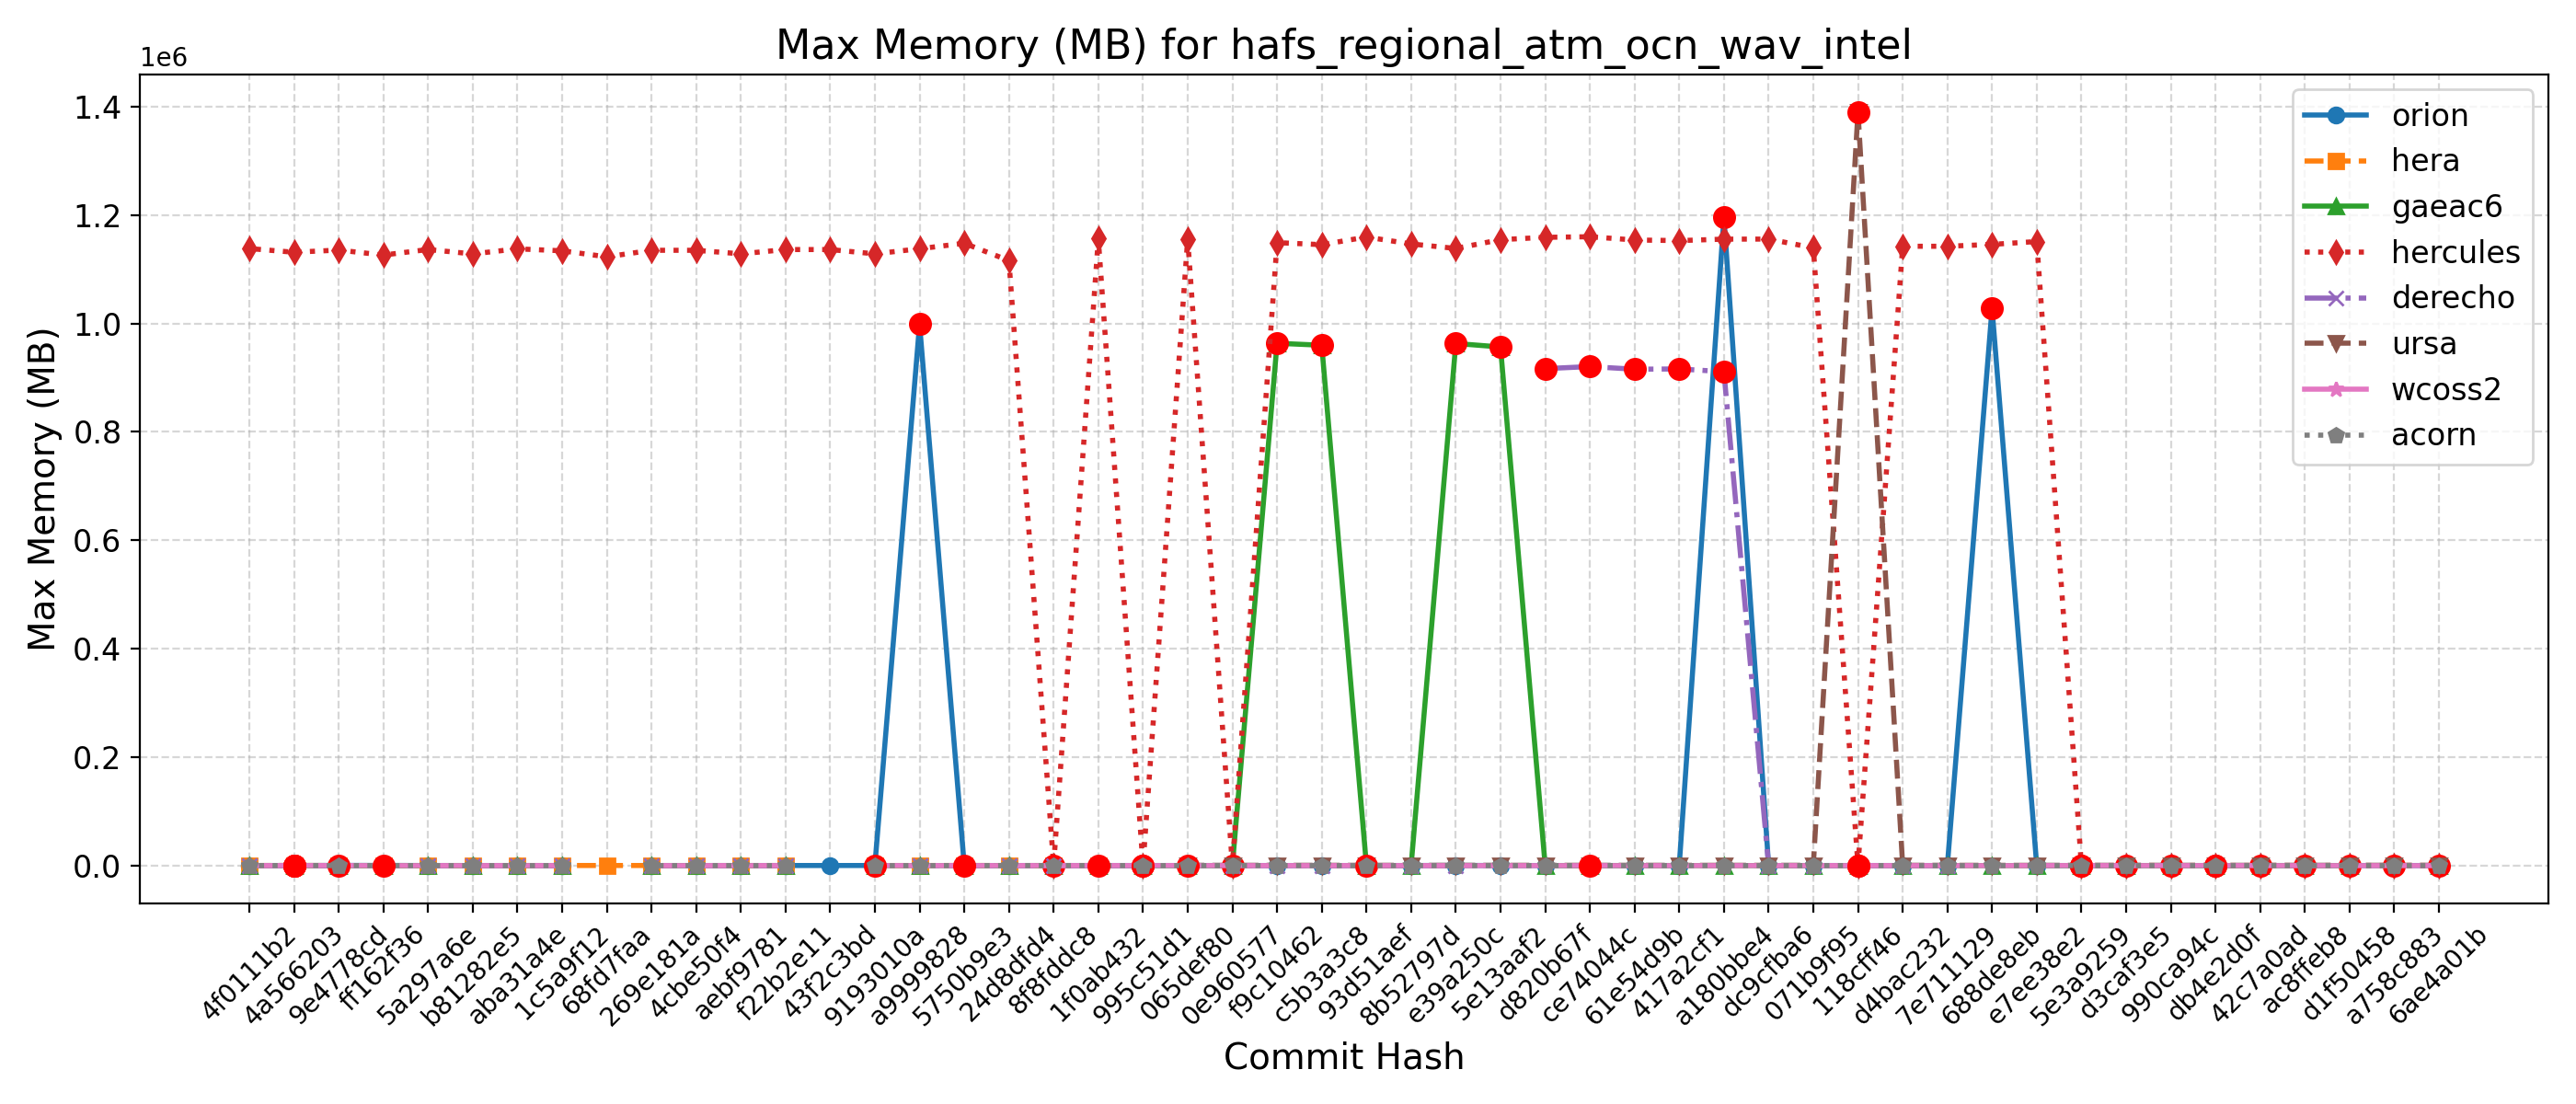 Max Memory (MB) for hafs_regional_atm_ocn_wav_intel
1e6
1.4
1.2
1.0
0.8
0.6
0.4
0.2
0.0
Max Memory (MB)
orion
hera
gaeac6
hercules
derecho
ursa
wcoss2
acorn
4f0111b2
4a566203
9e4778cd
ff162f36
5a297a6e
b81282e5
aba31a4e
1c5a9f12
68fd7faa
269e181a
4cbe50f4
aebf9781
f22b2e11
43f2c3bd
9193010a
a9999828
5750b9e3
24d8dfd4
8f8fddc8
1f0ab432
995c51d1
065def80
0e960577
f9c10462
c5b3a3c8
93d51aef
8b52797d
e39a250c
5e13aaf2
d820b67f
ce74044c
61e54d9b
417a2cf1
a180bbe4
dc9cfba6
071b9f95
118cff46
d4bac232
7e711129
688de8eb
e7ee38e2
5e3a9259
d3caf3e5
990ca94c
db4e2d0f
42c7a0ad
ac8ffeb8
d1f50458
a758c883
6ae4a01b
Commit Hash